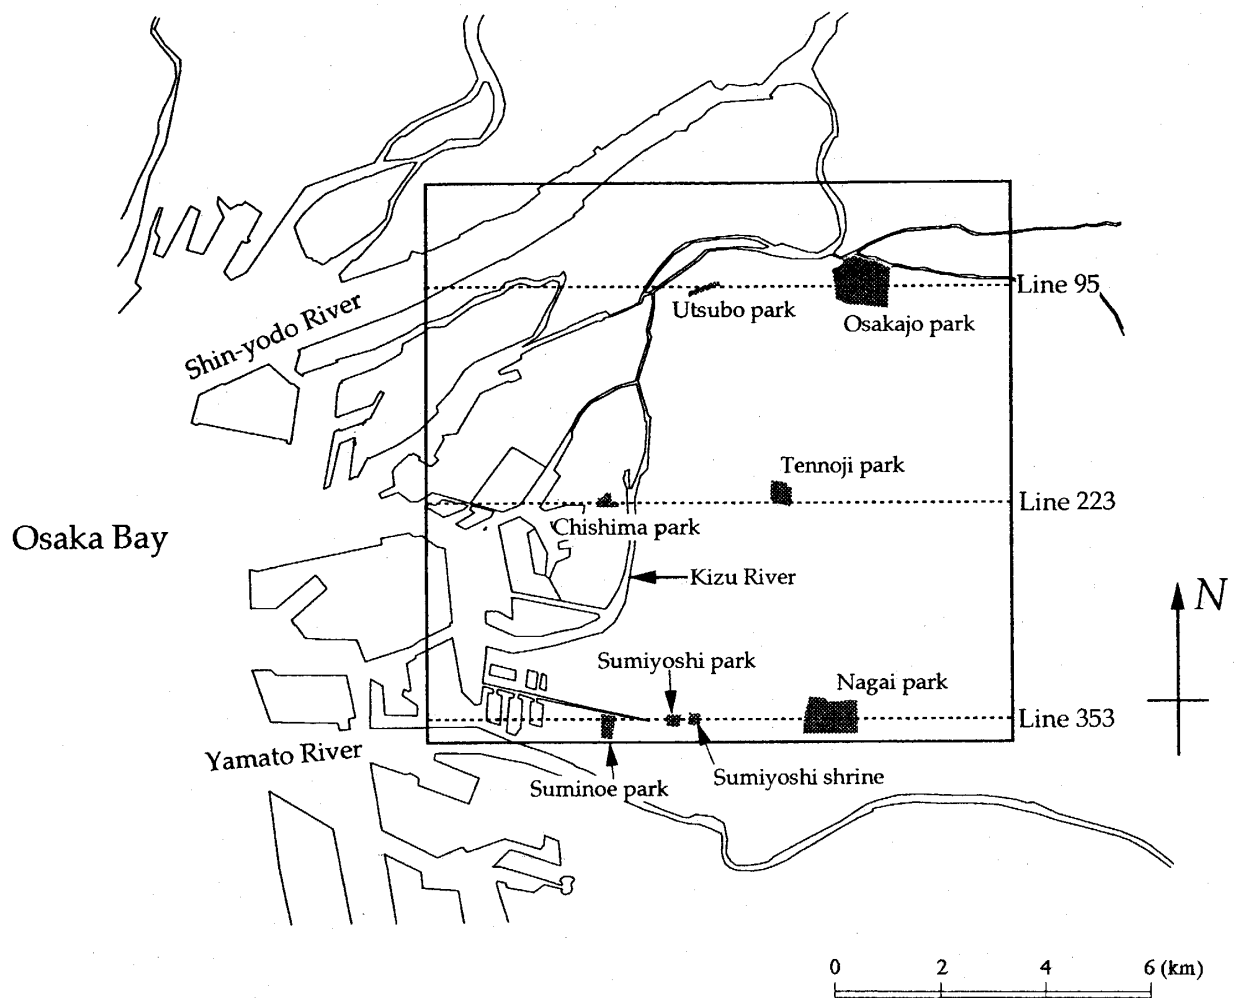 Line 95
Utsubo park
Osakajo park
Shin-yodo River
Tennoji park
Line 223
Chishima park
Osaka Bay
Kizu River
N
Sumiyoshi park
Nagai park
Line 353
Yamato River
Sumiyoshi shrine
Suminoe park
0 2 4 6 (km)